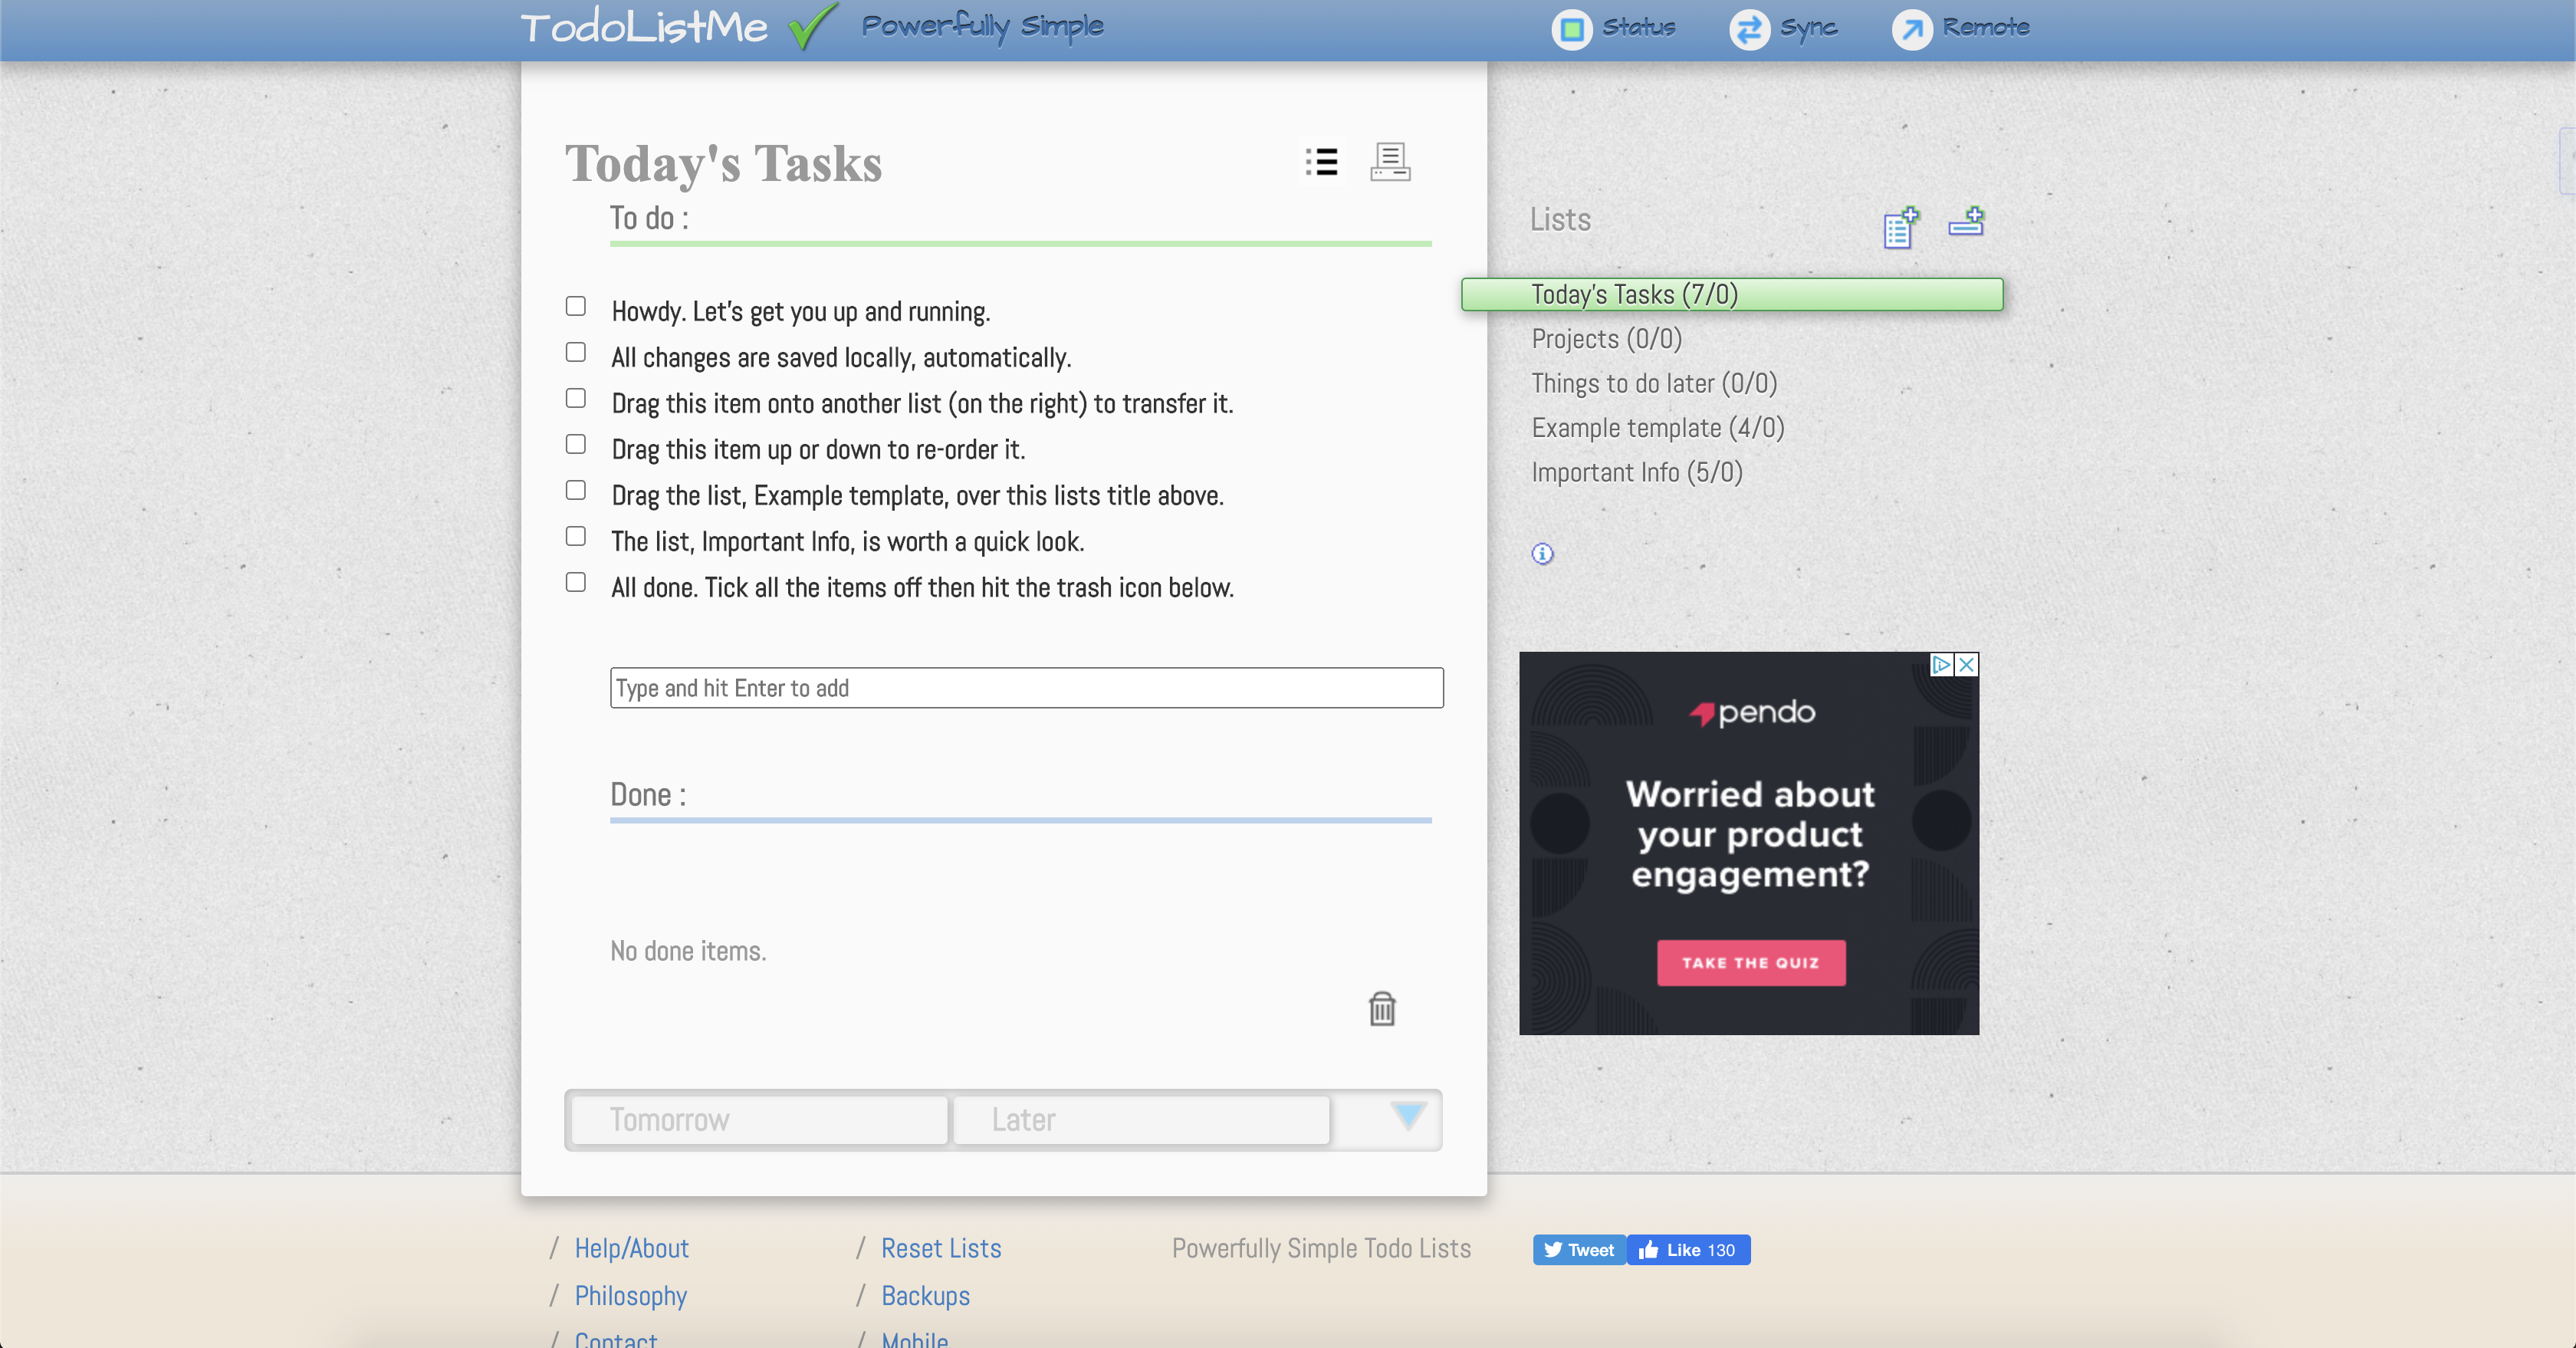 TodoListMe
Powerfully Simple
Status
Sync
Remote
Today's Tasks
To do :
Howdy. Let's get you up and running.
All changes are saved locally, automatically.
Drag this item onto another list (on the right) to transfer it.
Drag this item up or down to re-order it.
Drag the list, Example template, over this lists title above.
The list, Important Info, is worth a quick look.
All done. Tick all the items off then hit the trash icon below.
Type and hit Enter to add
Done :
No done items.
Tomorrow
Later
Lists
Today's Tasks (7/0)
Projects (0/0)
Things to do later (0/0)
Example template (4/0)
Important Info (5/0)
pendo
Worried about
your product
engagement?
TAKE THE QUIZ
/ Help/About
/ Philosophy
/ Contact
/ Reset Lists
/ Backups
/ Mobile
Powerfully Simple Todo Lists
Tweet
Like 130